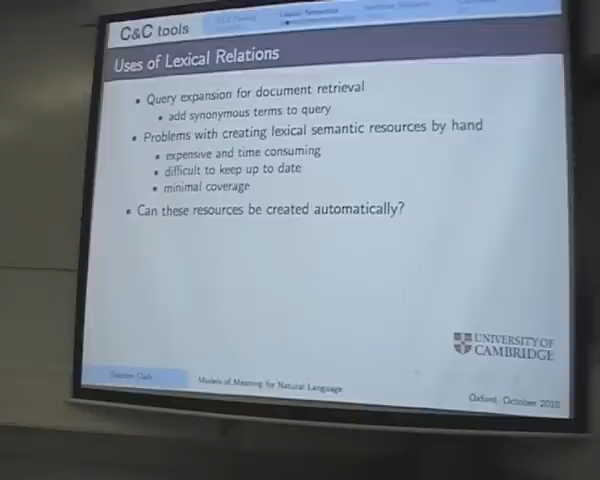 C&C tools
Uses of Lexical Relations
• Query expansion for document retrieval
• add synonymous terms to query
• Problems with creating lexical semantic resources by hand
• expensive and time consuming
• difficult to keep up to date
• minimal coverage
• Can these resources be created automatically?
UNIVERSITY OF
CAMBRIDGE
Stephen Clark
Models of Meaning for Natural Language
Oxford, October 2010